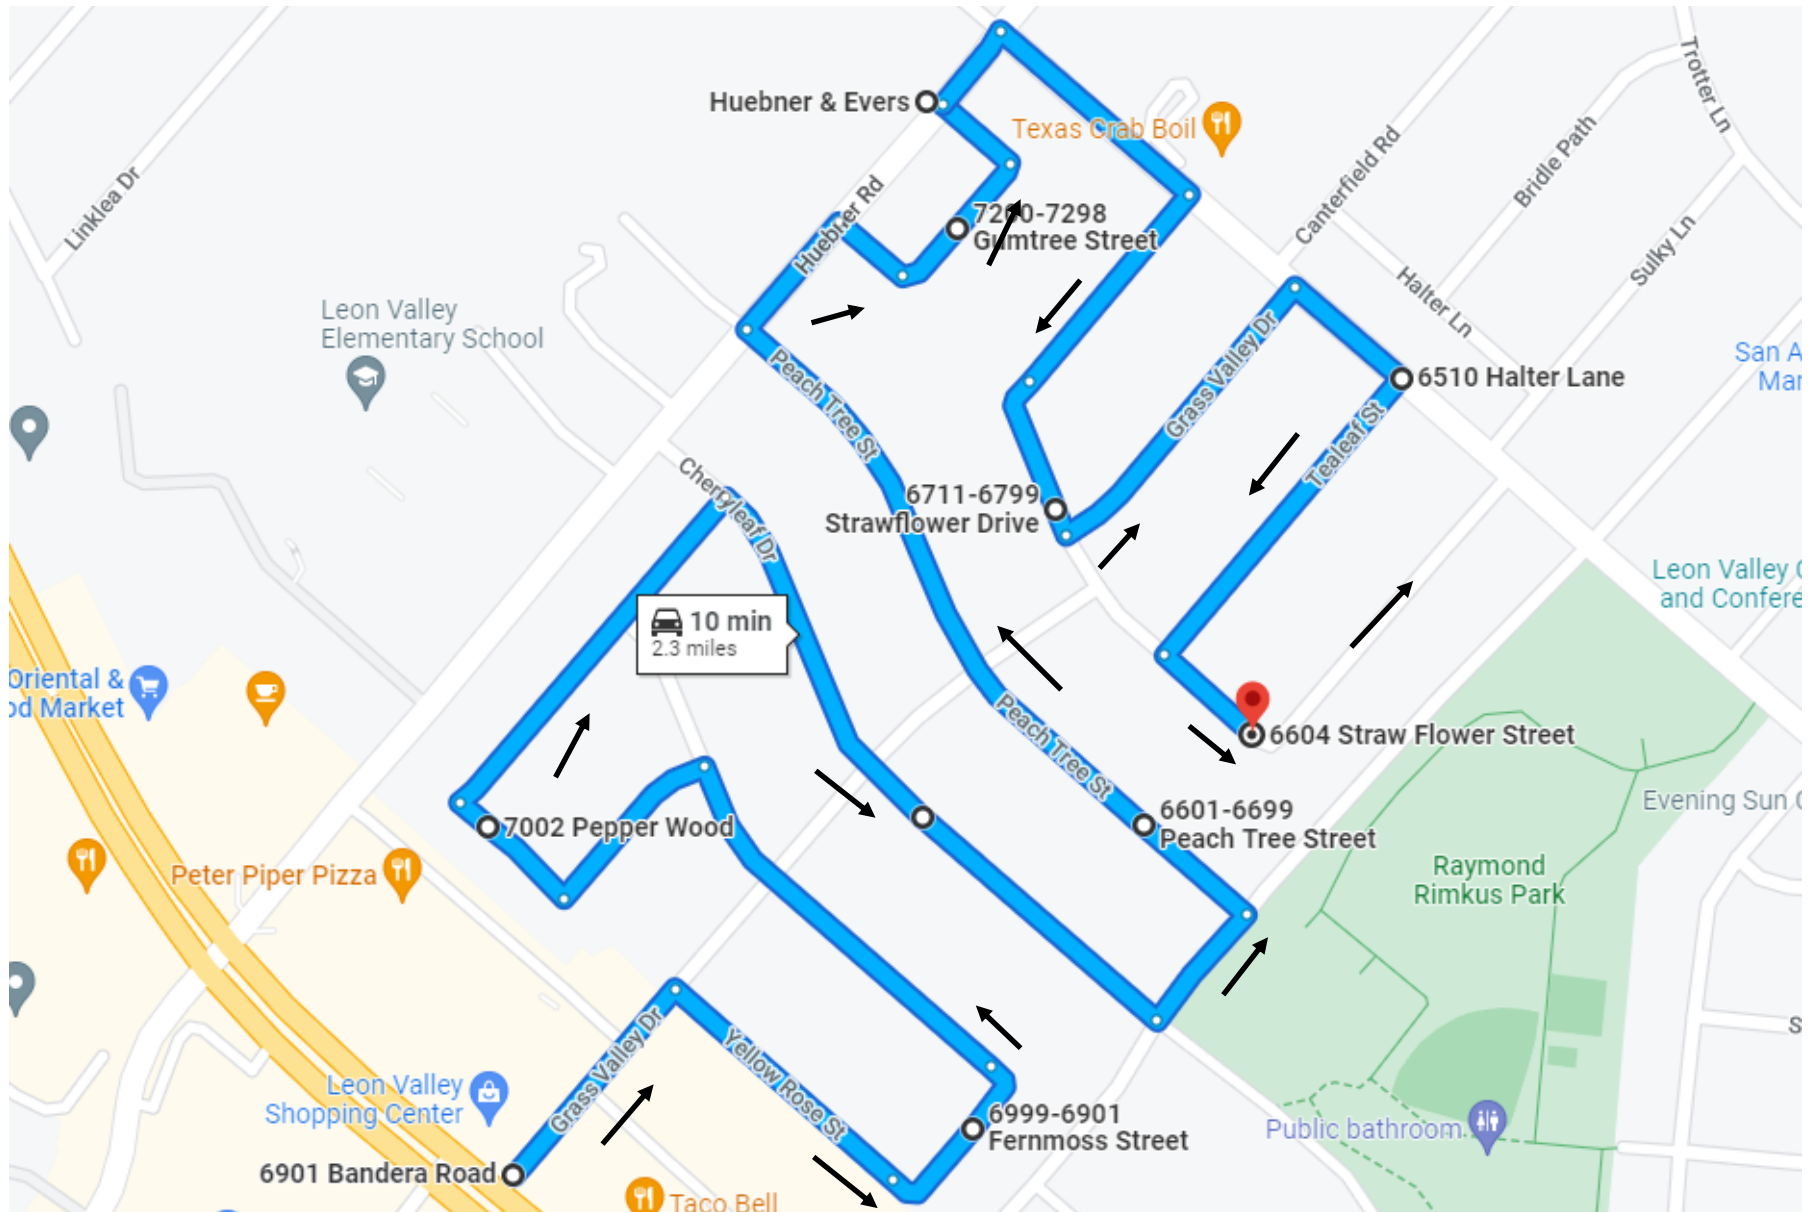 Trotter Ln
Huebner & Evers
Texas Crab Boil
Canterfield Rd
Bridle Path
Linklea Dr
Huebner Rd
7200-7298
Gumtree Street
Sulky Ln
Halter Ln
Leon Valley
Elementary School
Peach Tree St
Grass Valley Dr
6510 Halter Lane
San A
Mar
Tealeaf St
Cherryleaf Dr
6711-6799
Strawflower Drive
Leon Valley C
and Confere
10 min
2.3 miles
Oriental &
od Market
Peach Tree St
6604 Straw Flower Street
7002 Pepper Wood
6601-6699
Peach Tree Street
Evening Sun C
Peter Piper Pizza
Raymond
Rimkus Park
Grass Valley Dr
Yellow Rose St
S
Leon Valley
Shopping Center
6999-6901
Fernmoss Street
Public bathroom
6901 Bandera Road
Taco Bell